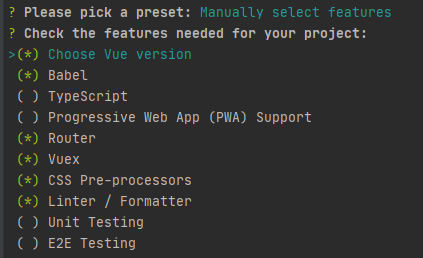 ? Please pick a preset: Manually select features
? Check the features needed for your project:
>(*) Choose Vue version
(*) Babel
( ) TypeScript
( ) Progressive Web App (PWA) Support
(*) Router
(*) Vuex
(*) CSS Pre-processors
(*) Linter / Formatter
( ) Unit Testing
( ) E2E Testing